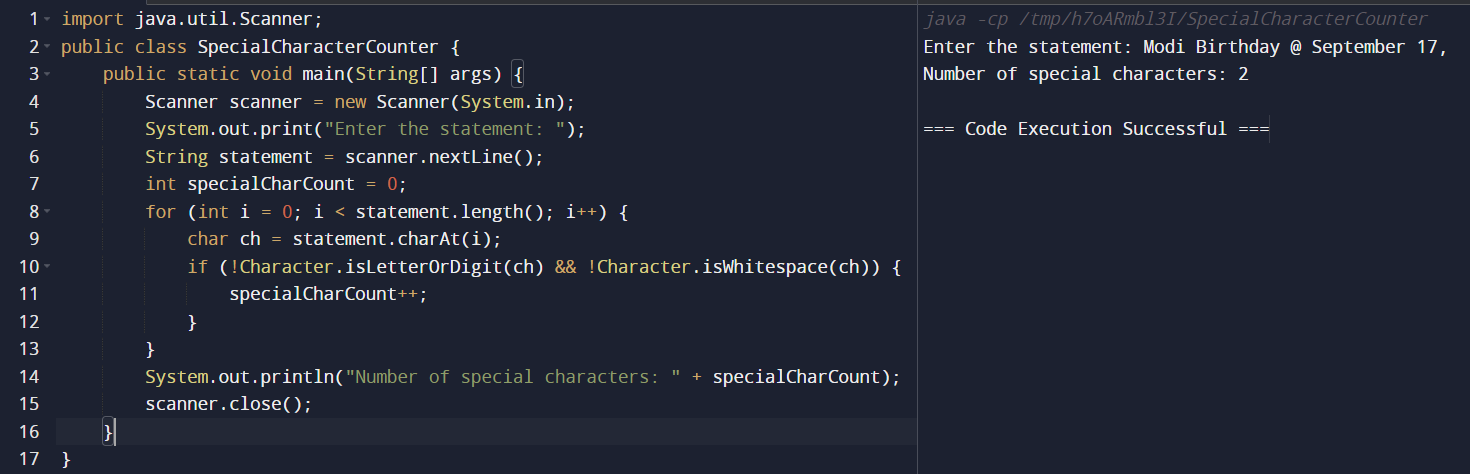 1 import java.util.Scanner;
2 public class SpecialCharacterCounter {
3     public static void main(String[] args) {
4         Scanner scanner = new Scanner(System.in);
5         System.out.print("Enter the statement: ");
6         String statement = scanner.nextLine();
7         int specialCharCount = 0;
8         for (int i = 0; i < statement.length(); i++) {
9             char ch = statement.charAt(i);
10             if (!Character.isLetterOrDigit(ch) && !Character.isWhitespace(ch)) {
11                 specialCharCount++;
12             }
13         }
14         System.out.println("Number of special characters: " + specialCharCount);
15         scanner.close();
16     }
17 }
java -cp /tmp/h7oARmbl3I/SpecialCharacterCounter
Enter the statement: Modi Birthday @ September 17,
Number of special characters: 2
=== Code Execution Successful ===